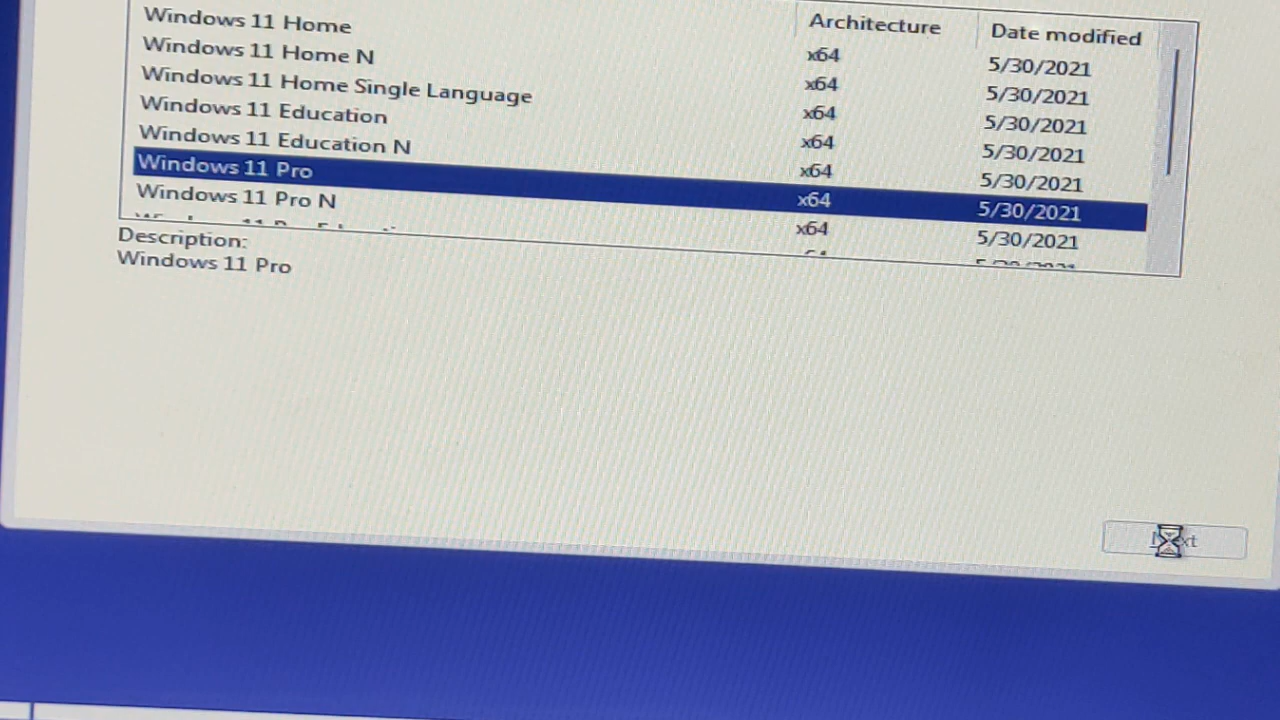 Architecture Date modified
Windows 11 Home x64 5/30/2021
Windows 11 Home N x64 5/30/2021
Windows 11 Home Single Language x64 5/30/2021
Windows 11 Education x64 5/30/2021
Windows 11 Education N x64 5/30/2021
Windows 11 Pro x64 5/30/2021
Windows 11 Pro N x64 5/30/2021
Description:
Windows 11 Pro